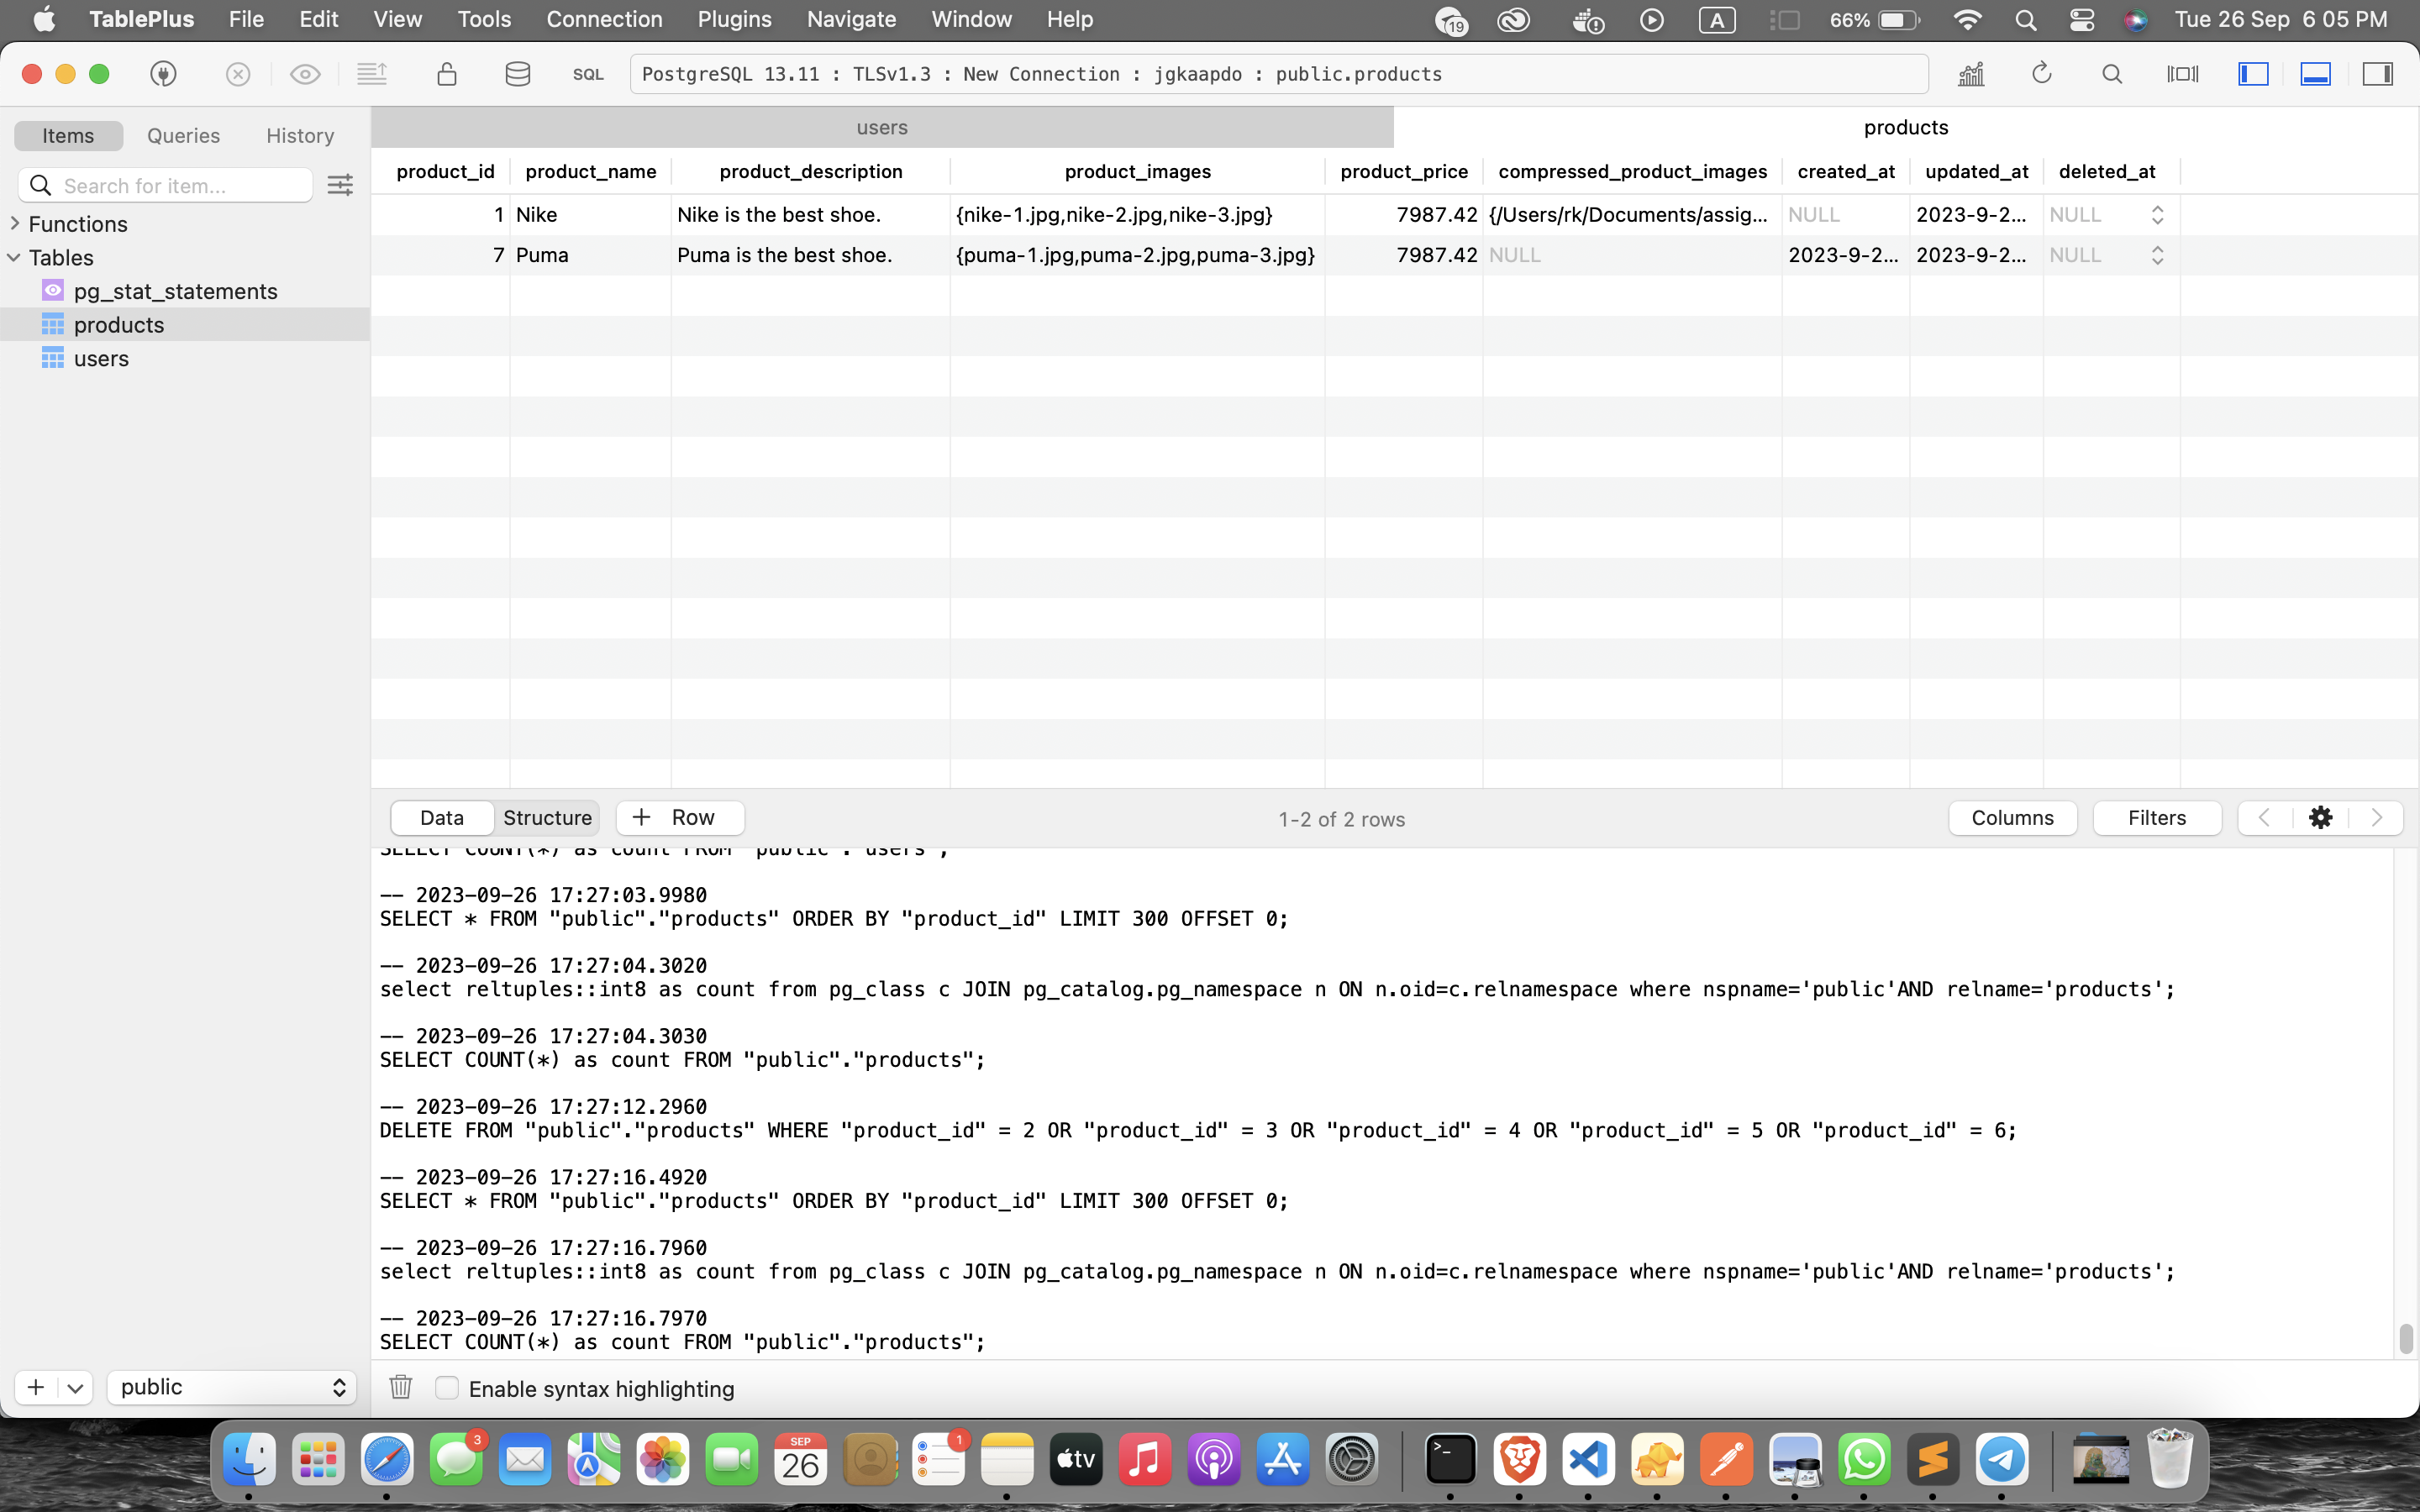 TablePlus File Edit View Tools Connection Plugins Navigate Window Help 19 A 66% Tue 26 Sep 6 05 PM
SQL PostgreSQL 13.11 : TLSv1.3 : New Connection : jgkaapdo : public.products
Items Queries History
users products
Search for item...
Functions
Tables
pg_stat_statements
products
users
product_id product_name product_description product_images product_price compressed_product_images created_at updated_at deleted_at
1 Nike Nike is the best shoe. {nike-1.jpg,nike-2.jpg,nike-3.jpg} 7987.42 {/Users/rk/Documents/assig... NULL 2023-9-2... NULL
7 Puma Puma is the best shoe. {puma-1.jpg,puma-2.jpg,puma-3.jpg} 7987.42 NULL 2023-9-2... 2023-9-2... NULL
Data Structure + Row 1-2 of 2 rows Columns Filters
SELECT COUNT(*) as count FROM "public"."users";
-- 2023-09-26 17:27:03.9980
SELECT * FROM "public"."products" ORDER BY "product_id" LIMIT 300 OFFSET 0;
-- 2023-09-26 17:27:04.3020
select reltuples::int8 as count from pg_class c JOIN pg_catalog.pg_namespace n ON n.oid=c.relnamespace where nspname='public'AND relname='products';
-- 2023-09-26 17:27:04.3030
SELECT COUNT(*) as count FROM "public"."products";
-- 2023-09-26 17:27:12.2960
DELETE FROM "public"."products" WHERE "product_id" = 2 OR "product_id" = 3 OR "product_id" = 4 OR "product_id" = 5 OR "product_id" = 6;
-- 2023-09-26 17:27:16.4920
SELECT * FROM "public"."products" ORDER BY "product_id" LIMIT 300 OFFSET 0;
-- 2023-09-26 17:27:16.7960
select reltuples::int8 as count from pg_class c JOIN pg_catalog.pg_namespace n ON n.oid=c.relnamespace where nspname='public'AND relname='products';
-- 2023-09-26 17:27:16.7970
SELECT COUNT(*) as count FROM "public"."products";
public
Enable syntax highlighting
3 SEP 26 1 tv